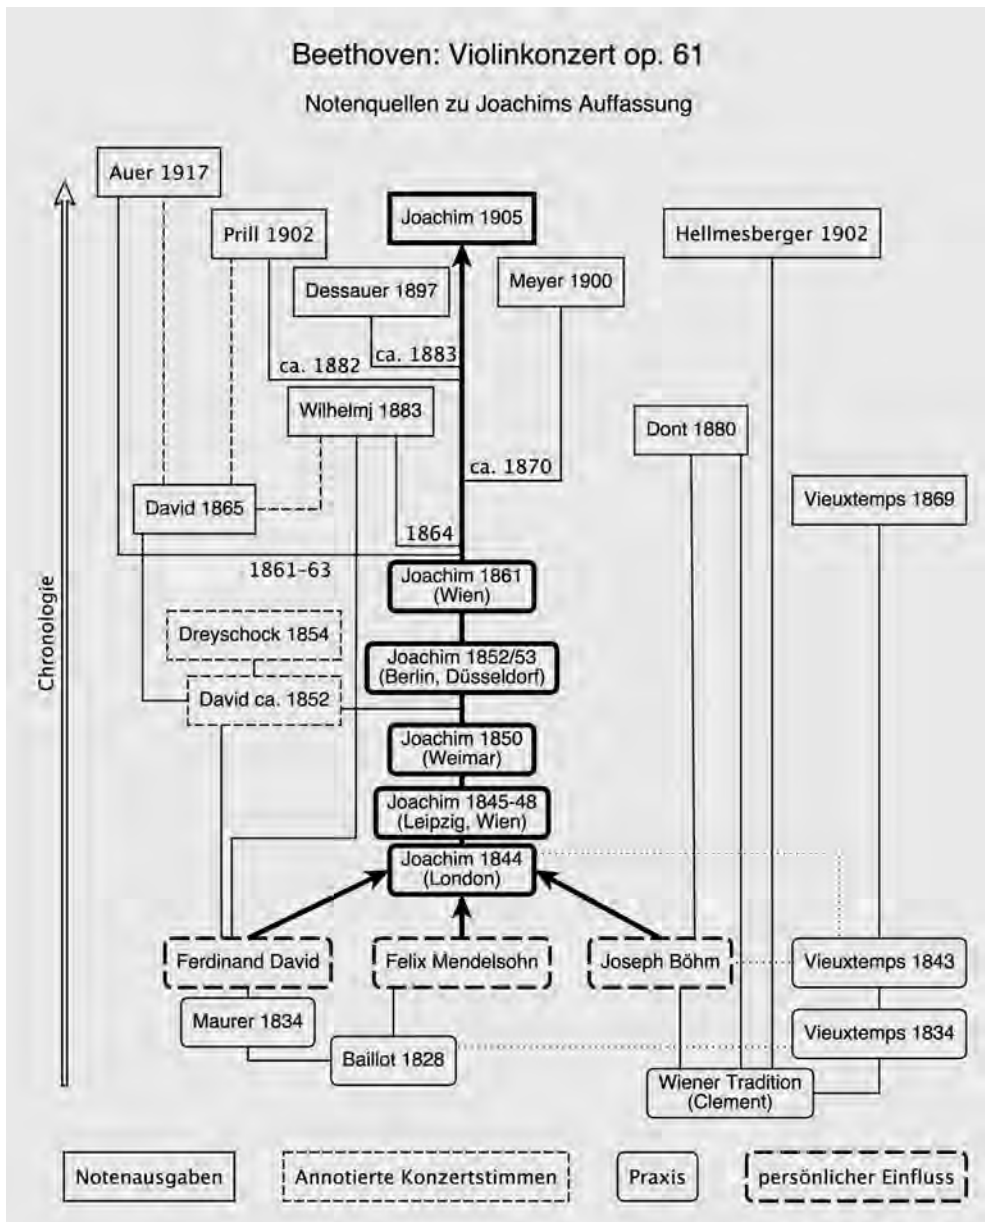 Beethoven: Violinkonzert op. 61
Notenquellen zu Joachims Auffassung
Auer 1917
Joachim 1905
Prill 1902
Hellmesberger 1902
Dessauer 1897
Meyer 1900
ca. 1883
ca. 1882
Wilhelmj 1883
Dont 1880
ca. 1870
David 1865
Vieuxtemps 1869
1864
1861–63
Joachim 1861
(Wien)
Chronologie
Dreyschock 1854
Joachim 1852/53
(Berlin, Düsseldorf)
David ca. 1852
Joachim 1850
(Weimar)
Joachim 1845-48
(Leipzig, Wien)
Joachim 1844
(London)
Ferdinand David
Felix Mendelsohn
Joseph Böhm
Vieuxtemps 1843
Maurer 1834
Vieuxtemps 1834
Baillot 1828
Wiener Tradition
(Clement)
Notenausgaben
Annotierte Konzertstimmen
Praxis
persönlicher Einfluss